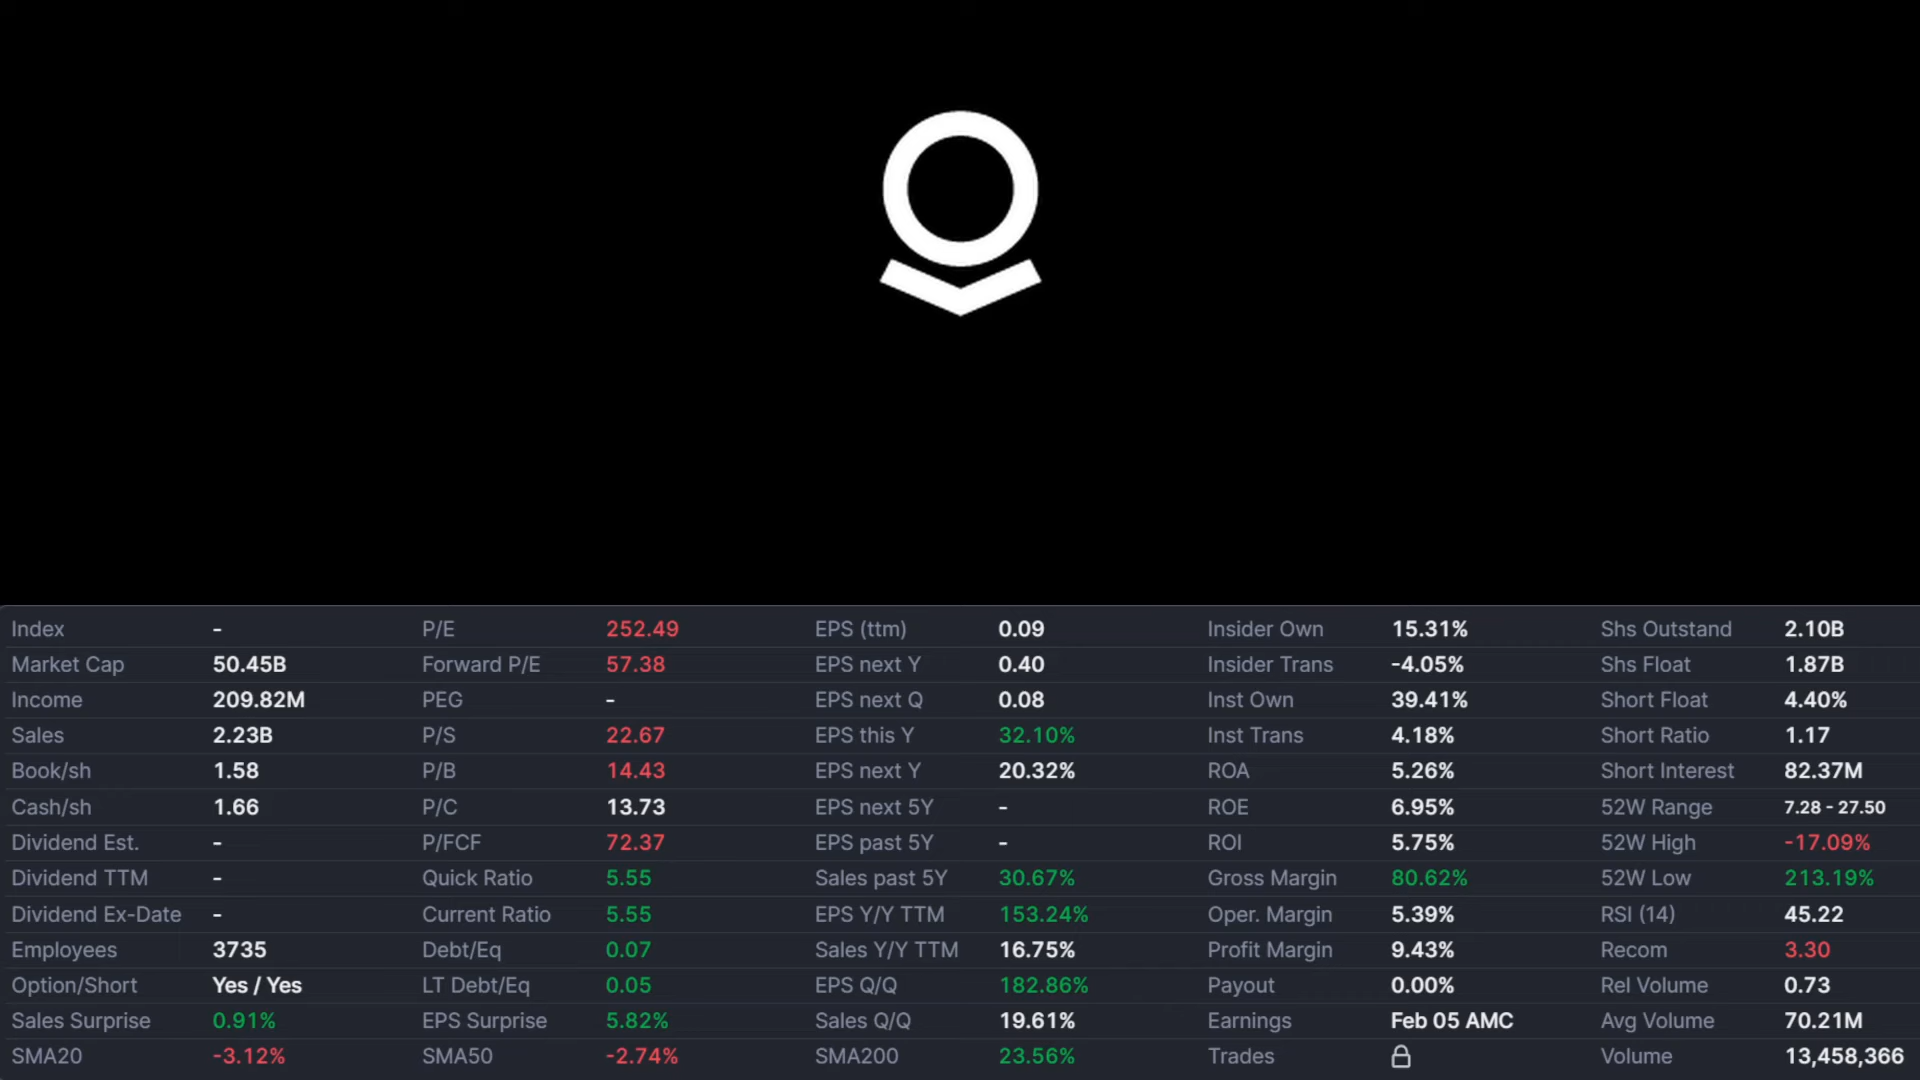 Index - P/E 252.49 EPS (ttm) 0.09 Insider Own 15.31% Shs Outstand 2.10B
Market Cap 50.45B Forward P/E 57.38 EPS next Y 0.40 Insider Trans -4.05% Shs Float 1.87B
Income 209.82M PEG - EPS next Q 0.08 Inst Own 39.41% Short Float 4.40%
Sales 2.23B P/S 22.67 EPS this Y 32.10% Inst Trans 4.18% Short Ratio 1.17
Book/sh 1.58 P/B 14.43 EPS next Y 20.32% ROA 5.26% Short Interest 82.37M
Cash/sh 1.66 P/C 13.73 EPS next 5Y - ROE 6.95% 52W Range 7.28 - 27.50
Dividend Est. - P/FCF 72.37 EPS past 5Y - ROI 5.75% 52W High -17.09%
Dividend TTM - Quick Ratio 5.55 Sales past 5Y 30.67% Gross Margin 80.62% 52W Low 213.19%
Dividend Ex-Date - Current Ratio 5.55 EPS Y/Y TTM 153.24% Oper. Margin 5.39% RSI (14) 45.22
Employees 3735 Debt/Eq 0.07 Sales Y/Y TTM 16.75% Profit Margin 9.43% Recom 3.30
Option/Short Yes / Yes LT Debt/Eq 0.05 EPS Q/Q 182.86% Payout 0.00% Rel Volume 0.73
Sales Surprise 0.91% EPS Surprise 5.82% Sales Q/Q 19.61% Earnings Feb 05 AMC Avg Volume 70.21M
SMA20 -3.12% SMA50 -2.74% SMA200 23.56% Trades Volume 13,458,366